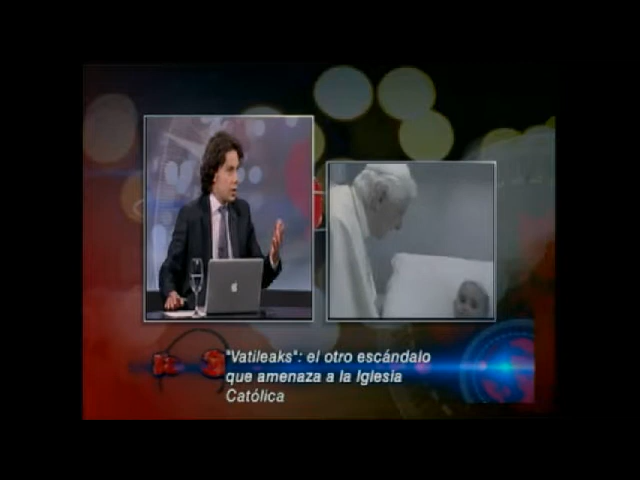 "Vatileaks": el otro escándalo
que amenaza a la Iglesia
Católica